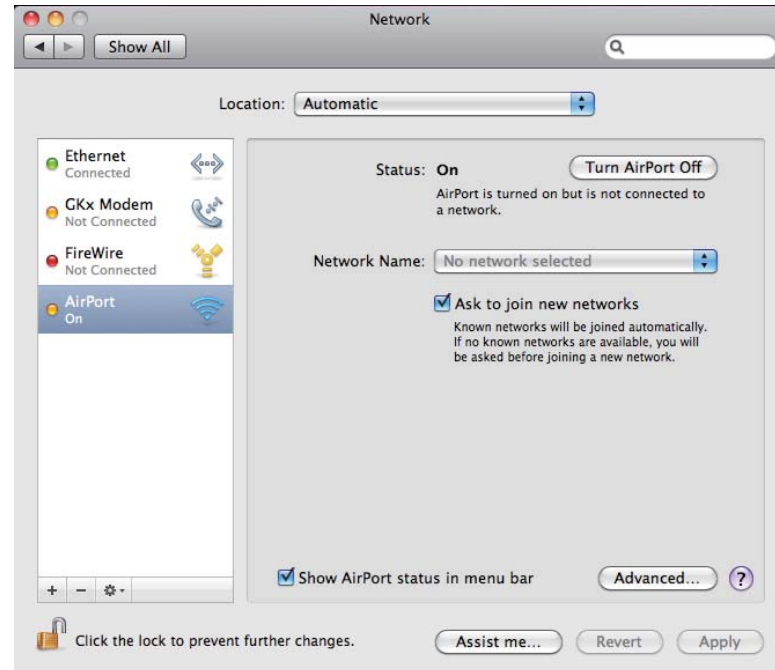 Network
Show All
Location: Automatic
Ethernet
Connected
GKx Modem
Not Connected
FireWire
Not Connected
AirPort
On
Status: On
Turn AirPort Off
AirPort is turned on but is not connected to
a network.
Network Name: No network selected
Ask to join new networks
Known networks will be joined automatically.
If no known networks are available, you will
be asked before joining a new network.
Show AirPort status in menu bar
Advanced...
?
+ −
Click the lock to prevent further changes.
Assist me...
Revert
Apply